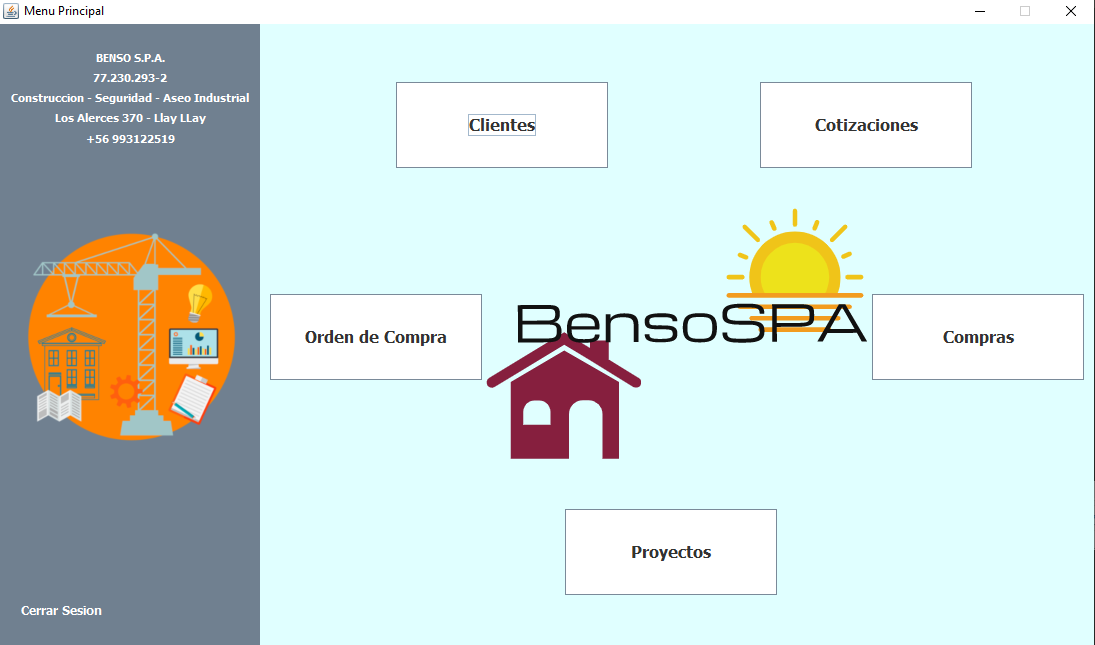 Menu Principal
BENSO S.P.A.
77.230.293-2
Construccion - Seguridad - Aseo Industrial
Los Alerces 370 - Llay LLay
+56 993122519
Clientes
Cotizaciones
Orden de Compra
BensoSPA
Compras
Proyectos
Cerrar Sesion